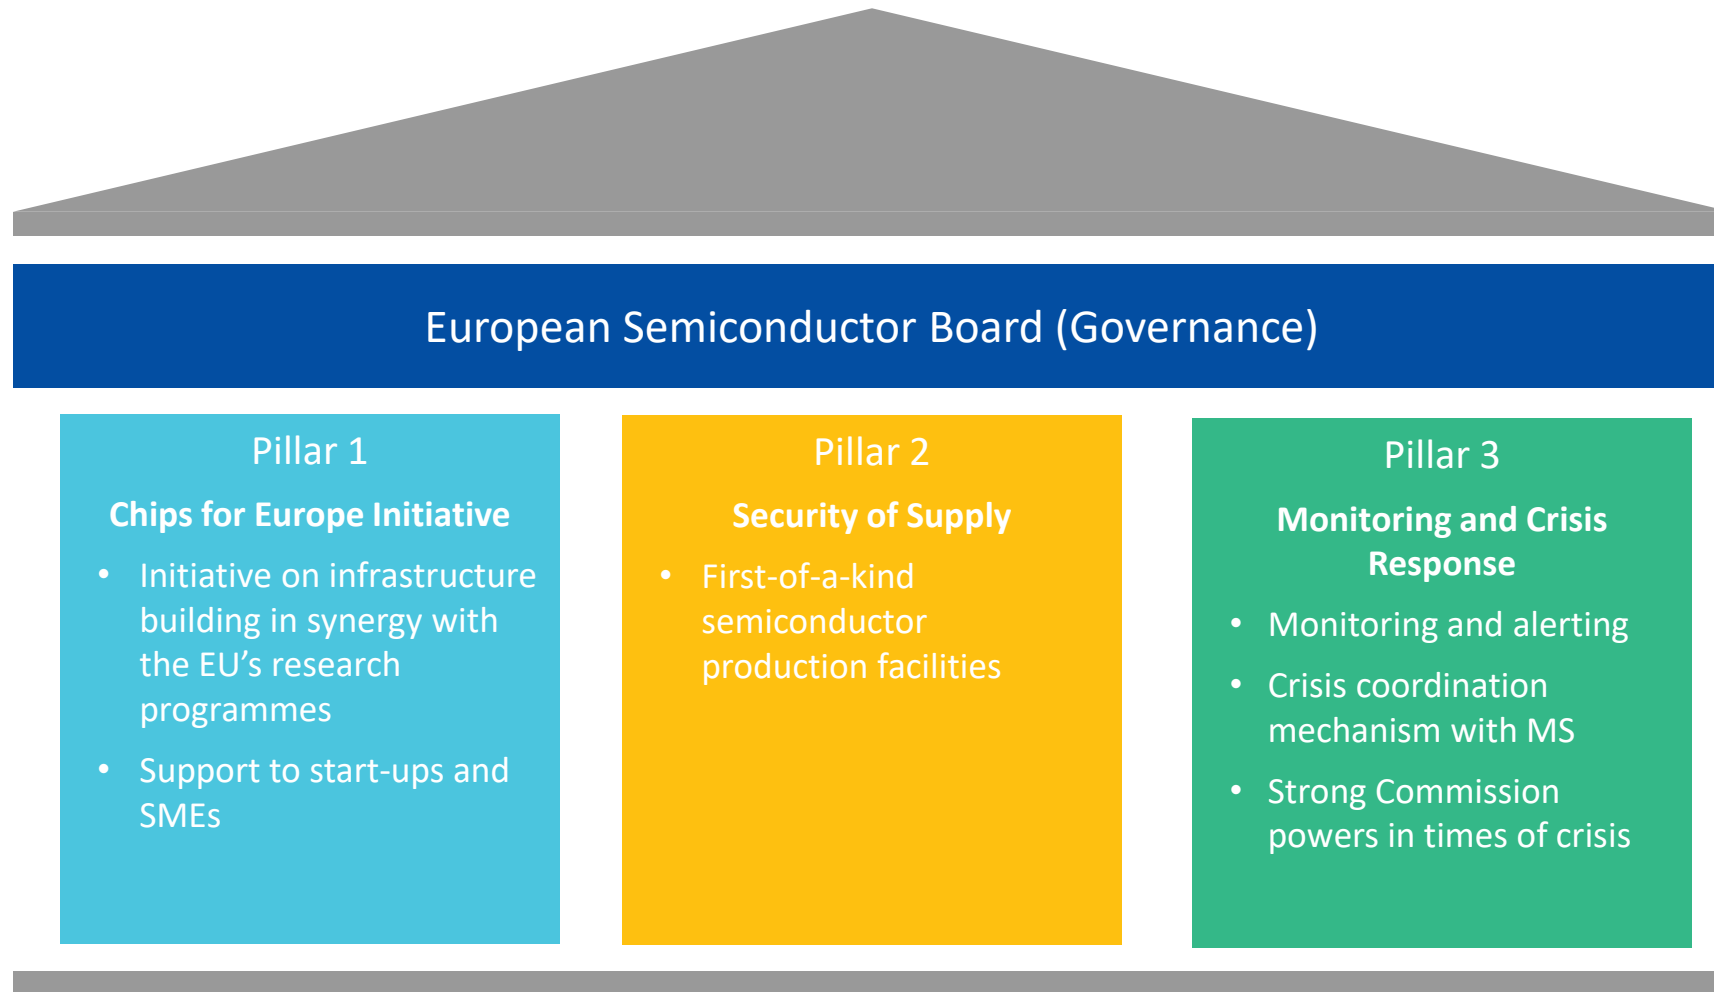 European Semiconductor Board (Governance)
Pillar 1
Chips for Europe Initiative
• Initiative on infrastructure
building in synergy with
the EU’s research
programmes
• Support to start-ups and
SMEs
Pillar 2
Security of Supply
• First-of-a-kind
semiconductor
production facilities
Pillar 3
Monitoring and Crisis
Response
• Monitoring and alerting
• Crisis coordination
mechanism with MS
• Strong Commission
powers in times of crisis